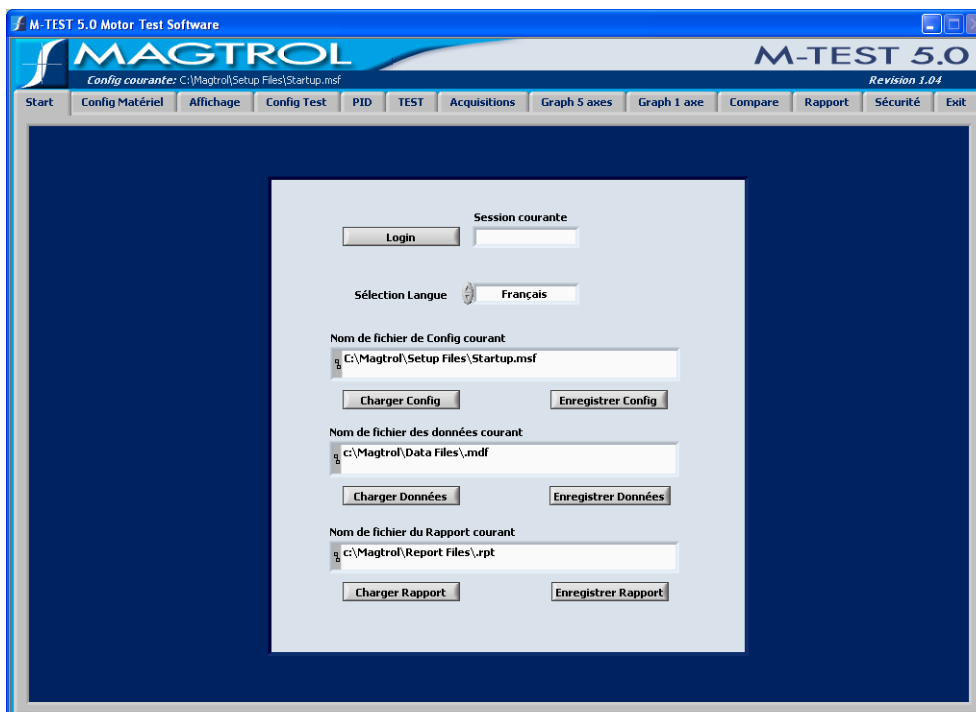 M-TEST 5.0 Motor Test Software
MAGTROL
M-TEST 5.0
Config courante: C:\Magtrol\Setup Files\Startup.msf
Revision 1.04
Start Config Matériel Affichage Config Test PID TEST Acquisitions Graph 5 axes Graph 1 axe Compare Rapport Sécurité Exit
Session courante
Login
Sélection Langue Français
Nom de fichier de Config courant
C:\Magtrol\Setup Files\Startup.msf
Charger Config Enregistrer Config
Nom de fichier des données courant
c:\Magtrol\Data Files\.mdf
Charger Données Enregistrer Données
Nom de fichier du Rapport courant
c:\Magtrol\Report Files\.rpt
Charger Rapport Enregistrer Rapport